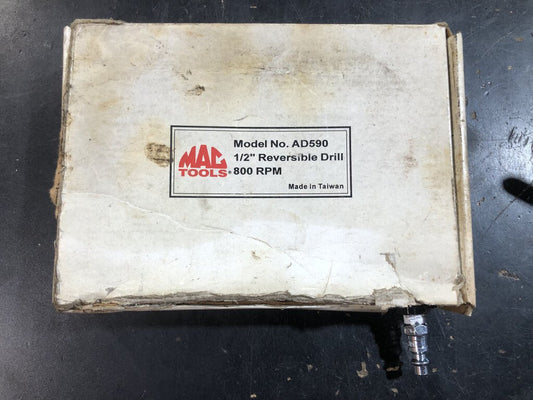 MAC
TOOLS®
Model No. AD590
1/2" Reversible Drill
800 RPM
Made in Taiwan